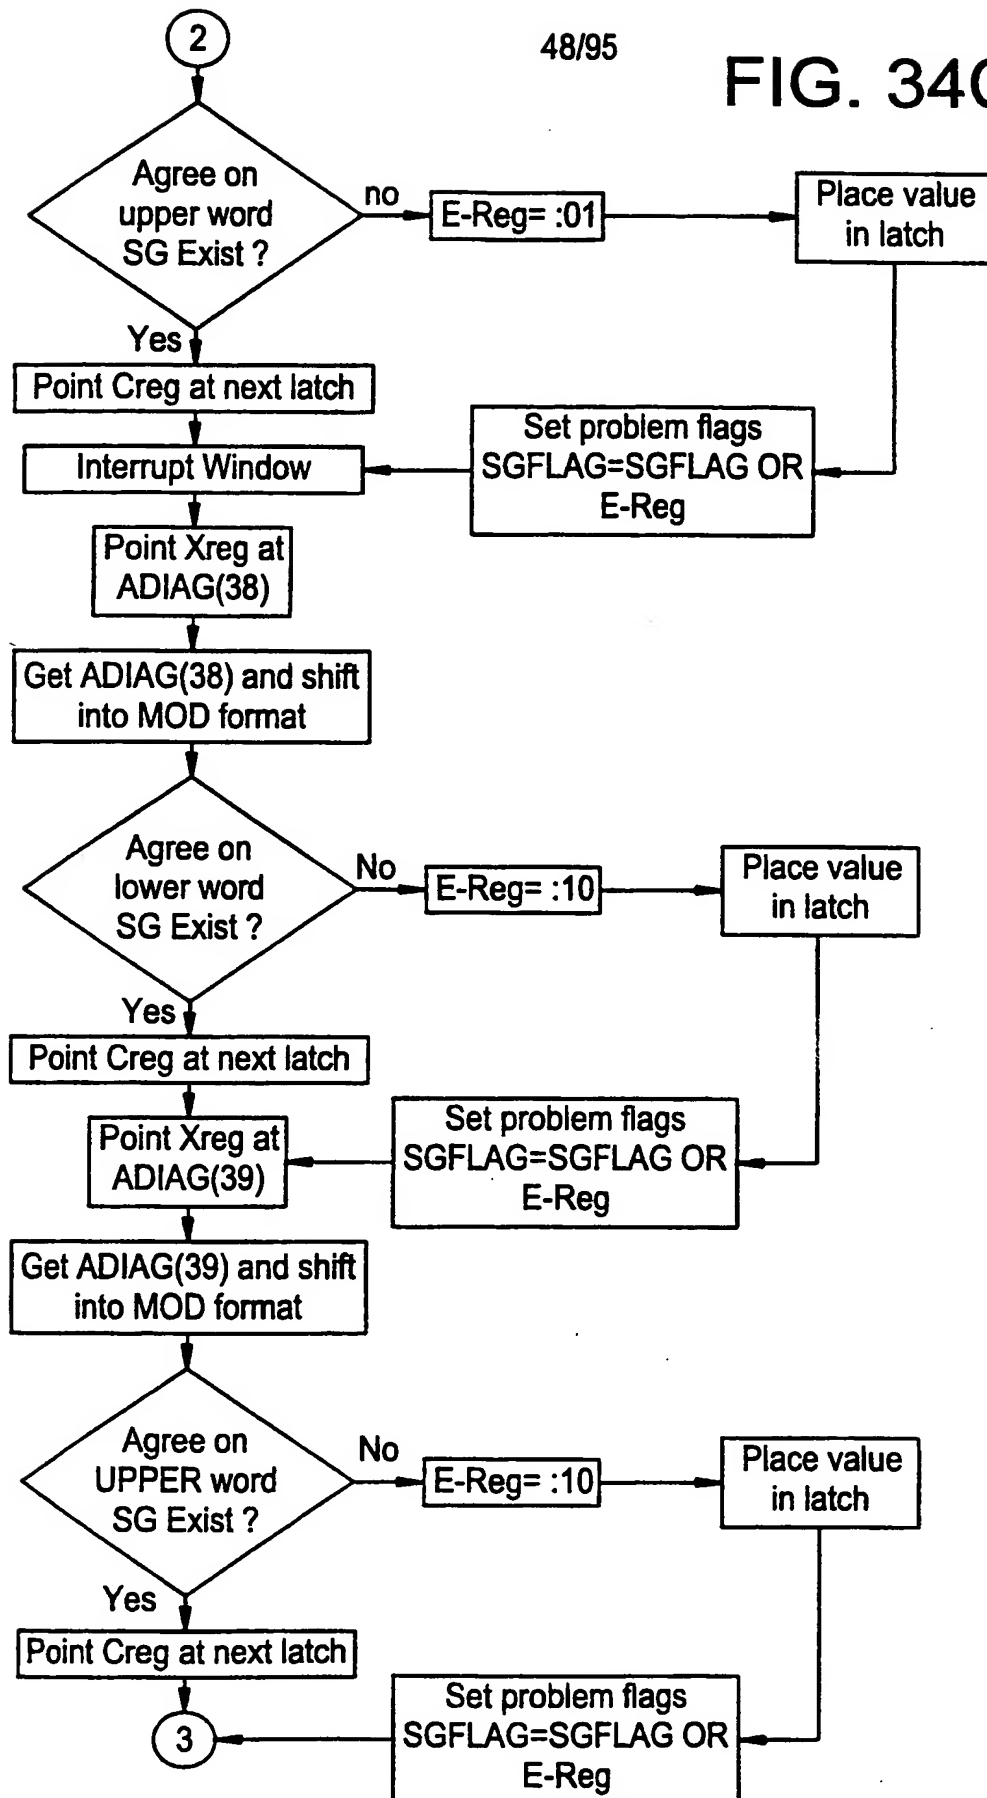 2
48/95
FIG. 34C
Agree on
upper word
SG Exist ?
no
E-Reg= :01
Place value
in latch
Yes
Point Creg at next latch
Set problem flags
SGFLAG=SGFLAG OR
E-Reg
Interrupt Window
Point Xreg at
ADIAG(38)
Get ADIAG(38) and shift
into MOD format
Agree on
lower word
SG Exist ?
No
E-Reg= :10
Place value
in latch
Yes
Point Creg at next latch
Point Xreg at
ADIAG(39)
Set problem flags
SGFLAG=SGFLAG OR
E-Reg
Get ADIAG(39) and shift
into MOD format
Agree on
UPPER word
SG Exist ?
No
E-Reg= :10
Place value
in latch
Yes
Point Creg at next latch
Set problem flags
SGFLAG=SGFLAG OR
E-Reg
3